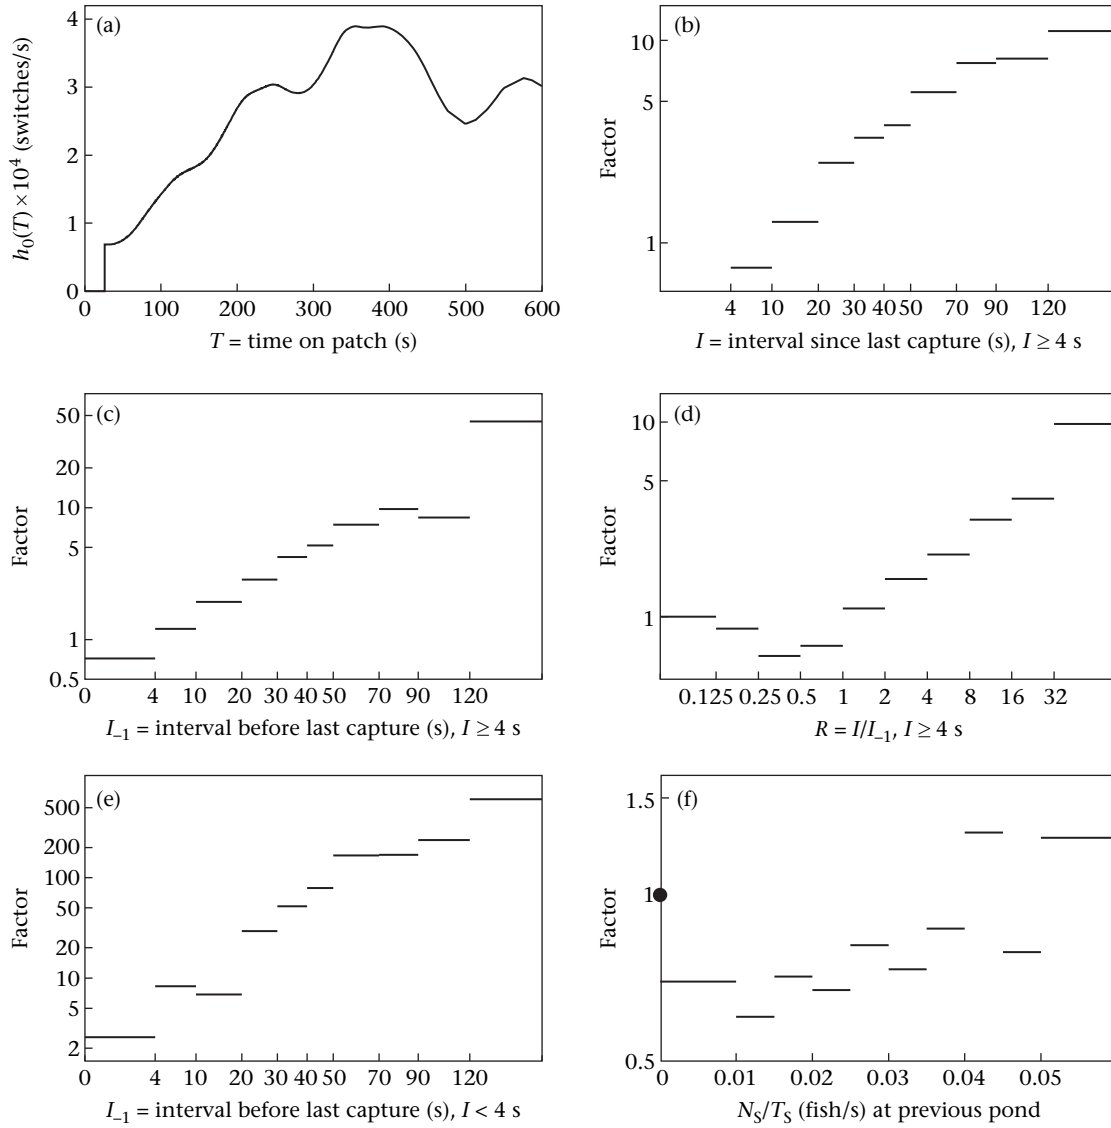 (a)
4
3
2
1
0
h₀(T) × 10⁴ (switches/s)
0 100 200 300 400 500 600
T = time on patch (s)
(b)
10
5
1
Factor
4 10 20 30 40 50 70 90 120
I = interval since last capture (s), I ≥ 4 s
(c)
50
20
10
5
1
0.5
Factor
0 4 10 20 30 40 50 70 90 120
I₋₁ = interval before last capture (s), I ≥ 4 s
(d)
10
5
1
Factor
0.125 0.25 0.5 1 2 4 8 16 32
R = I/I₋₁, I ≥ 4 s
(e)
500
200
100
50
20
10
5
2
Factor
0 4 10 20 30 40 50 70 90 120
I₋₁ = interval before last capture (s), I < 4 s
(f)
1.5
1
0.5
Factor
0 0.01 0.02 0.03 0.04 0.05
N_S/T_S (fish/s) at previous pond